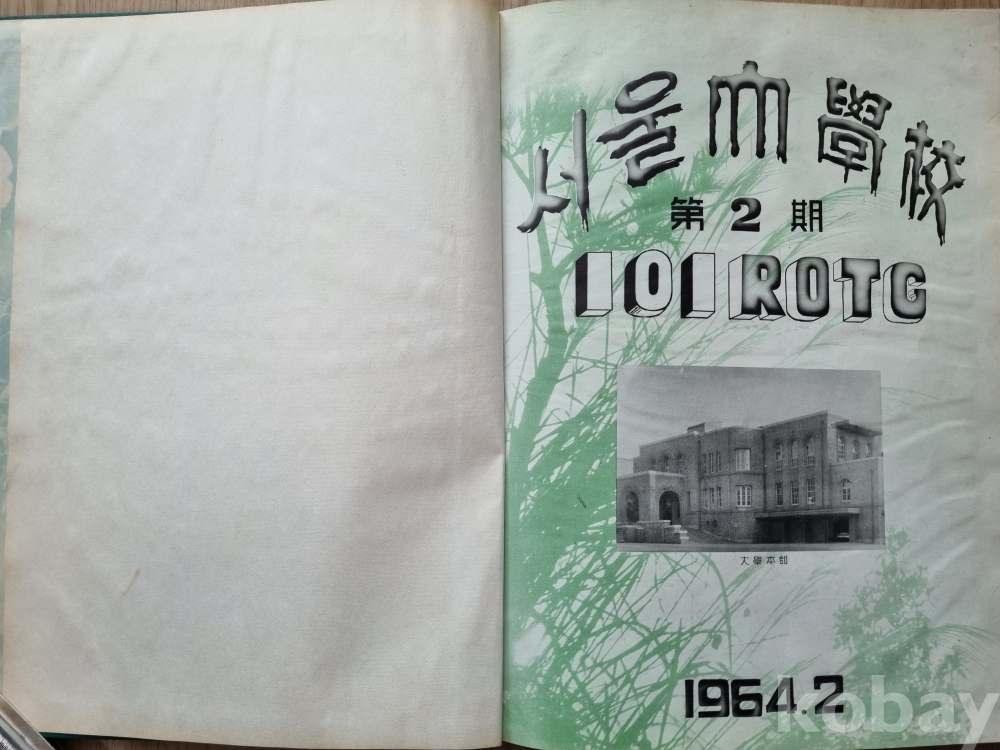 서울大學校
第2期
101 ROTC
大學本部
1964.2
kobay